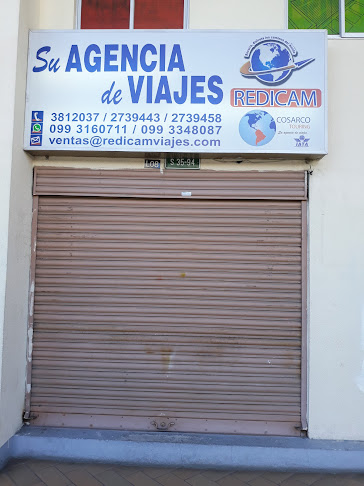 Su AGENCIA
de VIAJES
REDICAM
3812037 / 2739443 / 2739458
099 3160711 / 099 3348087
ventas@redicamviajes.com
COSARCO
TOURING
IATA
L08
S 35-94